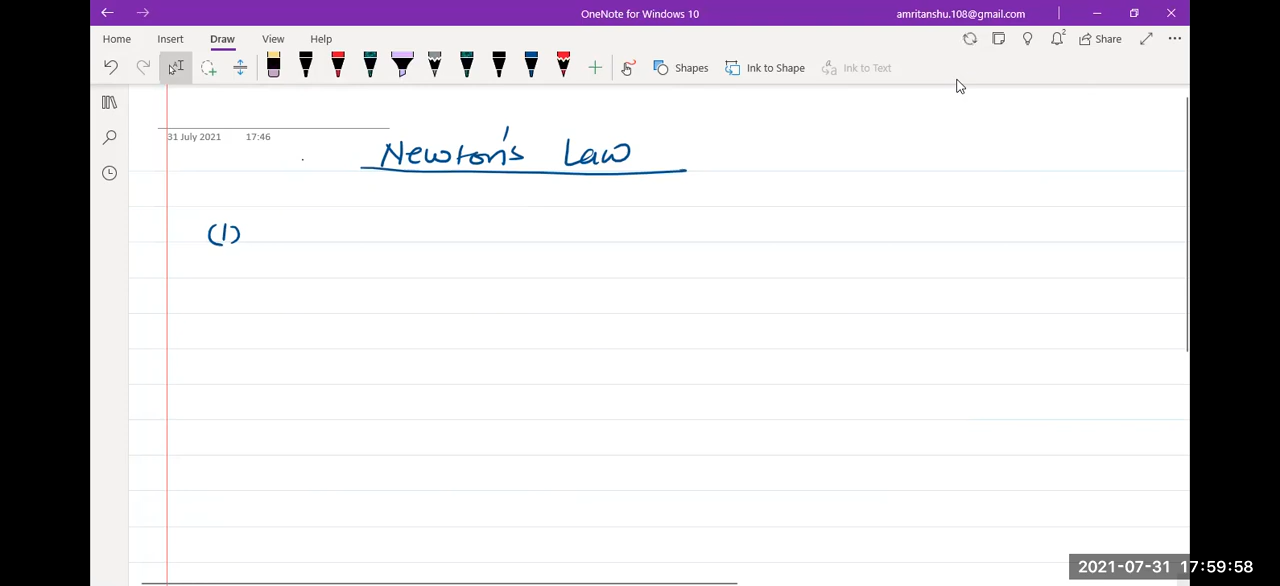 OneNote for Windows 10
amritanshu.108@gmail.com
Home Insert Draw View Help
2 Share
Shapes Ink to Shape Ink to Text
31 July 2021 17:46
Newton's Law
(1)
2021-07-31 17:59:58